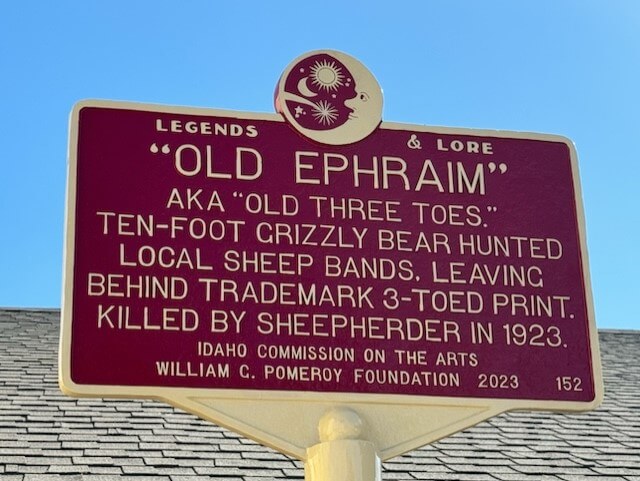 LEGENDS & LORE
"OLD EPHRAIM"
AKA "OLD THREE TOES."
TEN-FOOT GRIZZLY BEAR HUNTED
LOCAL SHEEP BANDS. LEAVING
BEHIND TRADEMARK 3-TOED PRINT.
KILLED BY SHEEPHERDER IN 1923.
IDAHO COMMISSION ON THE ARTS
WILLIAM G. POMEROY FOUNDATION 2023 152